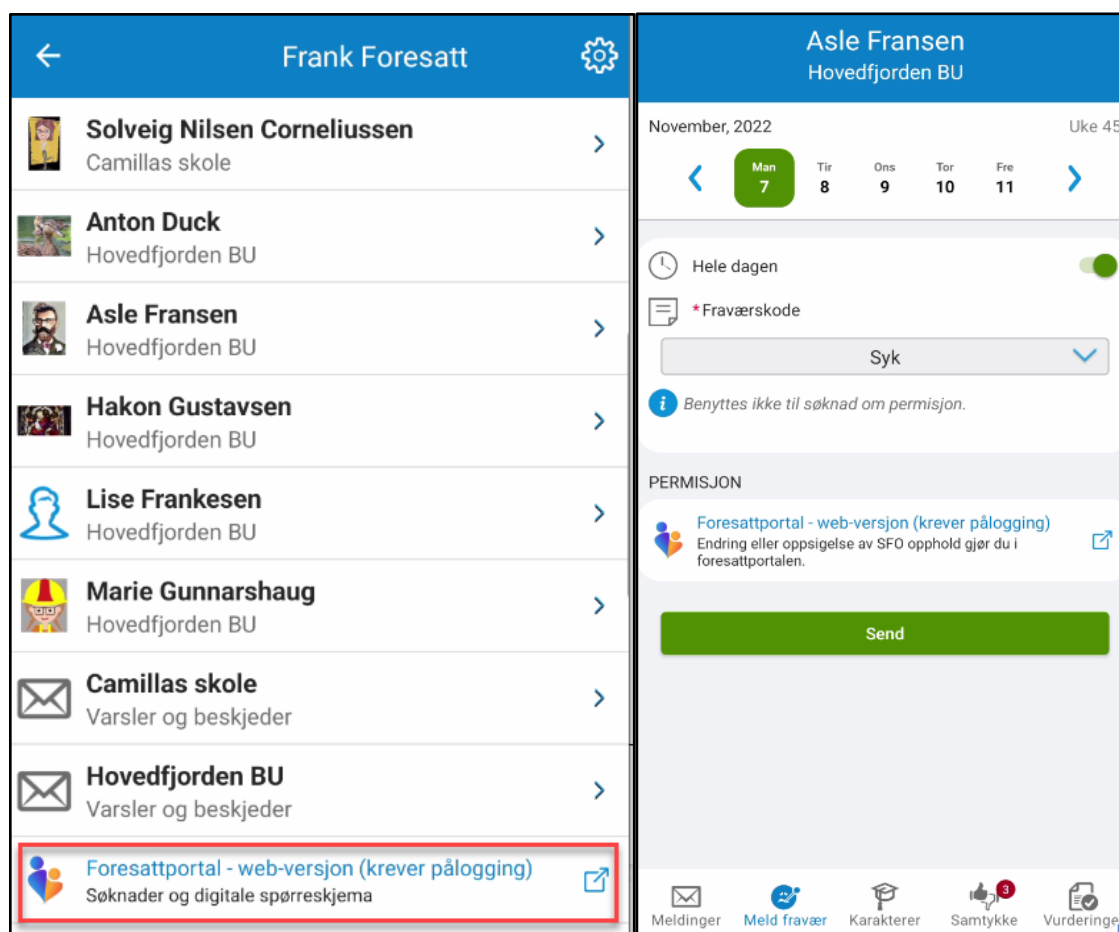 Frank Foresatt
Solveig Nilsen Corneliussen
Camillas skole
Anton Duck
Hovedfjorden BU
Asle Fransen
Hovedfjorden BU
Hakon Gustavsen
Hovedfjorden BU
Lise Frankesen
Hovedfjorden BU
Marie Gunnarshaug
Hovedfjorden BU
Camillas skole
Varsler og beskjeder
Hovedfjorden BU
Varsler og beskjeder
Foresattportal - web-versjon (krever pålogging)
Søknader og digitale spørreskjema
Asle Fransen
Hovedfjorden BU
November, 2022 Uke 45
Man Tir Ons Tor Fre
7 8 9 10 11
Hele dagen
*Fraværskode
Syk
i Benyttes ikke til søknad om permisjon.
PERMISJON
Foresattportal - web-versjon (krever pålogging)
Endring eller oppsigelse av SFO opphold gjør du i
foresattportalen.
Send
3
Meldinger Meld fravær Karakterer Samtykke Vurderinge